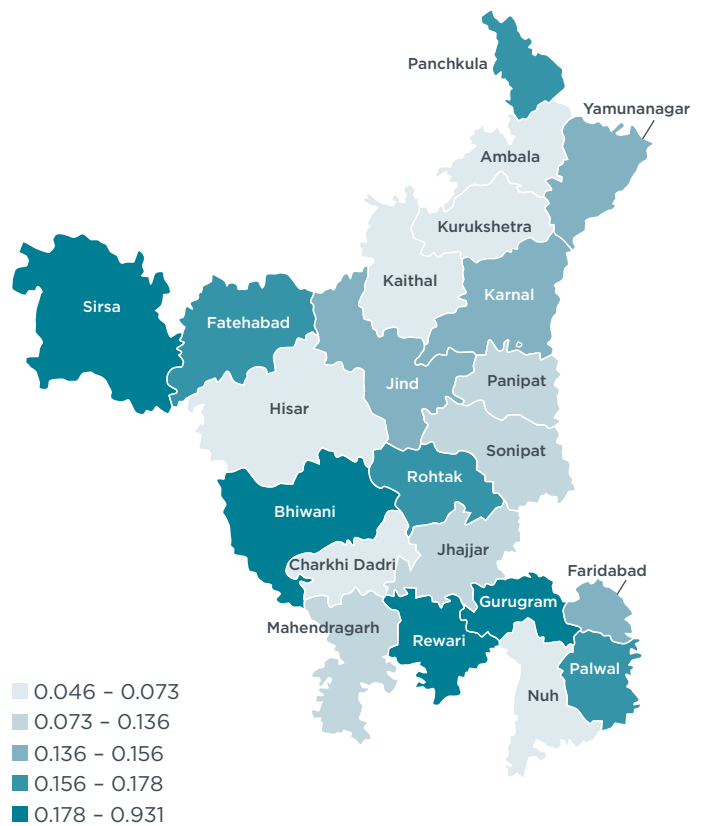 Panchkula
Yamunanagar
Ambala
Kurukshetra
Kaithal
Karnal
Sirsa
Fatehabad
Jind
Panipat
Hisar
Sonipat
Rohtak
Bhiwani
Jhajjar
Charkhi Dadri
Faridabad
Gurugram
Mahendragarh
Rewari
Palwal
Nuh
0.046 – 0.073
0.073 – 0.136
0.136 – 0.156
0.156 – 0.178
0.178 – 0.931